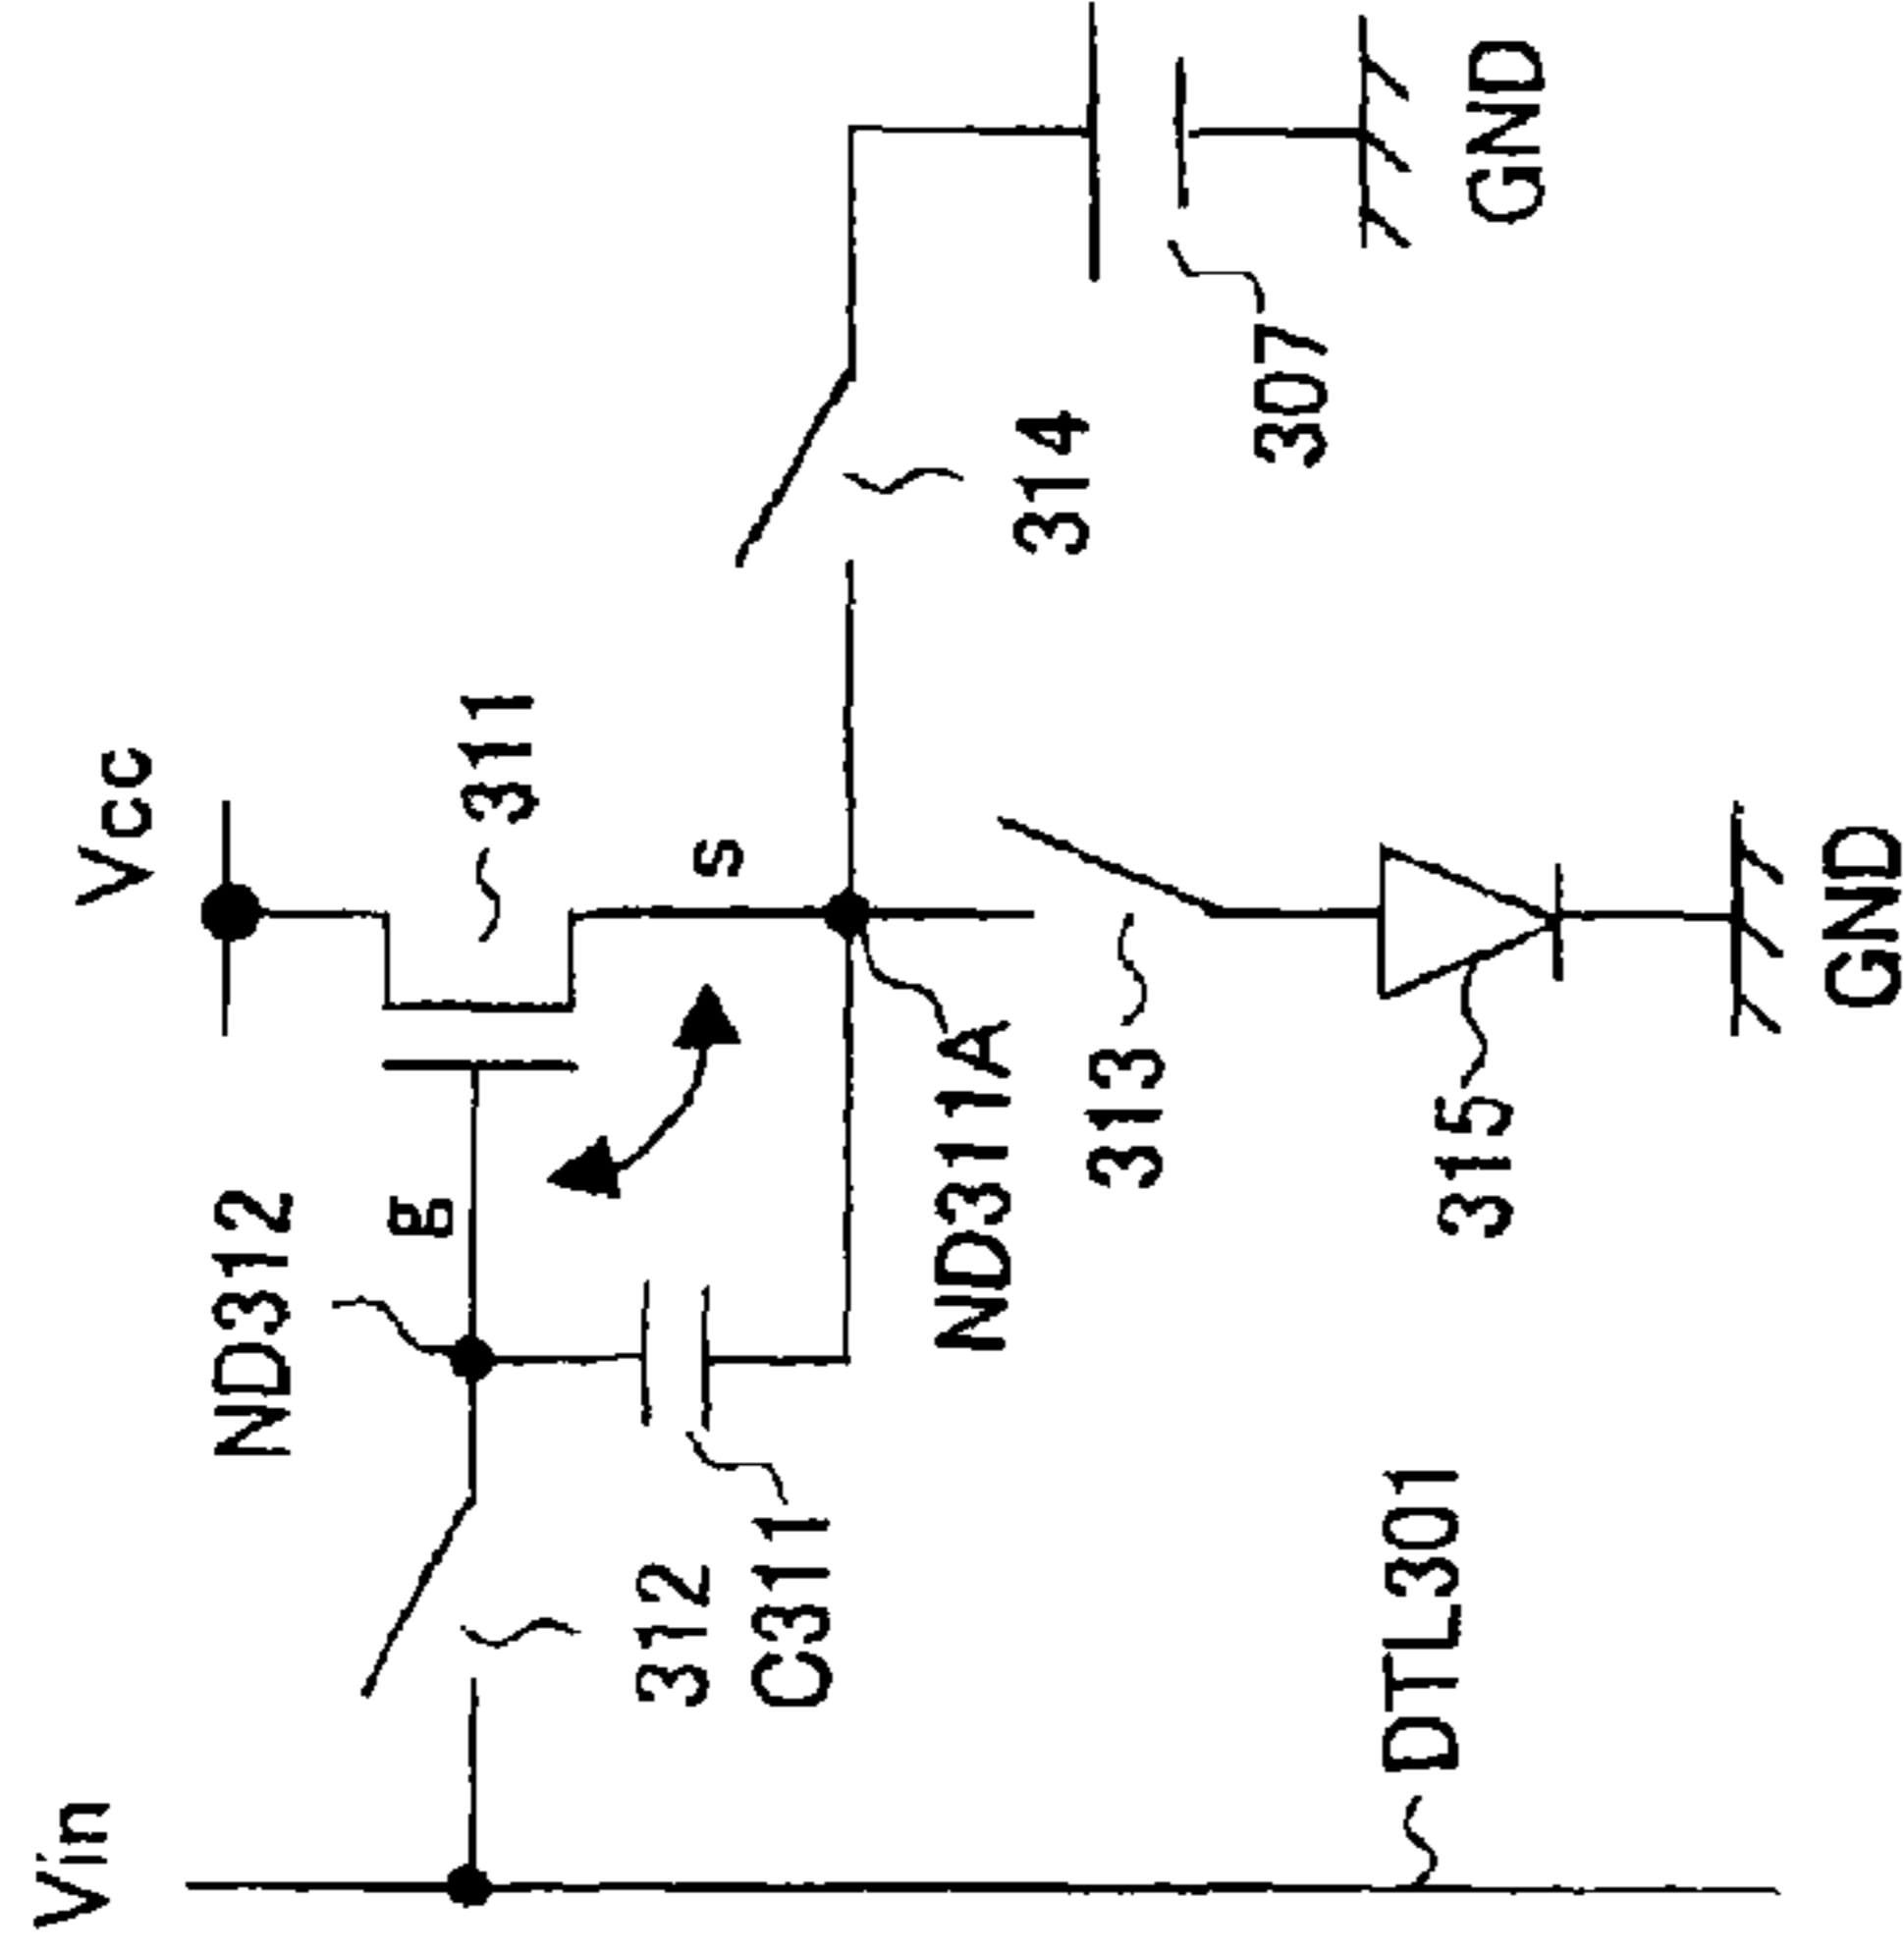 Vin
Vcc
ND312
311
g
s
312
C311
314
ND311A
307
GND
313
315
DTL301
GND